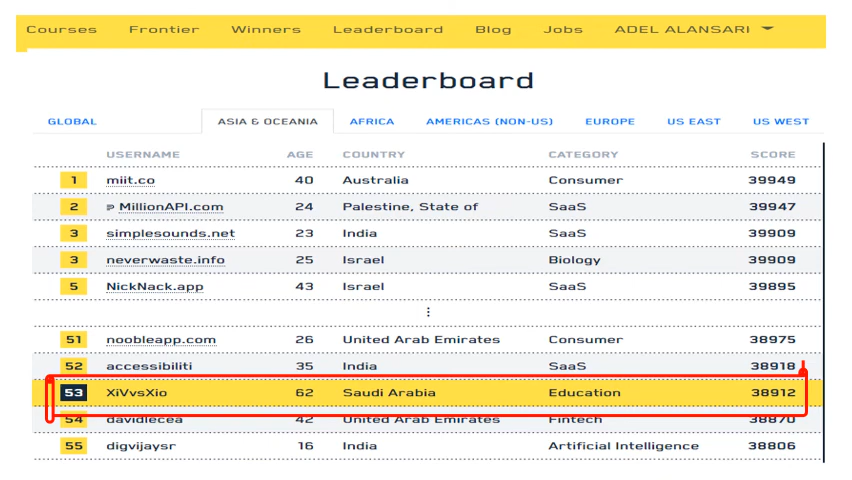 Courses Frontier Winners Leaderboard Blog Jobs ADEL ALANSARI
Leaderboard
GLOBAL ASIA & OCEANIA AFRICA AMERICAS (NON-US) EUROPE US EAST US WEST
USERNAME AGE COUNTRY CATEGORY SCORE
1 miit.co 40 Australia Consumer 39949
2 MillionAPI.com 24 Palestine, State of SaaS 39947
3 simplesounds.net 23 India SaaS 39909
3 neverwaste.info 25 Israel Biology 39909
5 NickNack.app 43 Israel SaaS 39895
⋮
51 noobleapp.com 26 United Arab Emirates Consumer 38975
52 accessibiliti 35 India SaaS 38918
53 XiVvsXio 62 Saudi Arabia Education 38912
54 davidlecea 42 United Arab Emirates Fintech 38870
55 digvijaysr 16 India Artificial Intelligence 38806